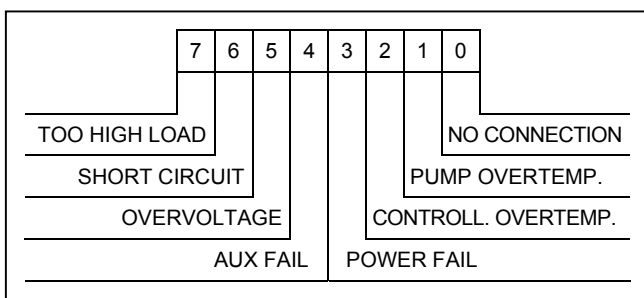 7 6 5 4 3 2 1 0
TOO HIGH LOAD NO CONNECTION
SHORT CIRCUIT PUMP OVERTEMP.
OVERVOLTAGE CONTROLL. OVERTEMP.
AUX FAIL POWER FAIL